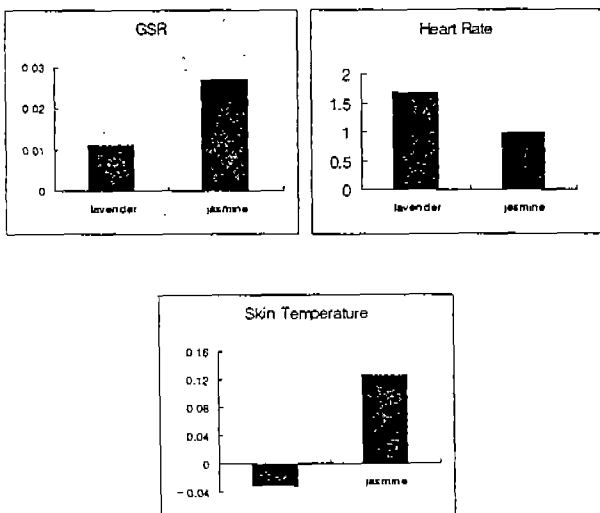 GSR
0.03
0.02
0.01
0
lavender jasmine
Heart Rate
2
1.5
1
0.5
0
lavender jasmine
Skin Temperature
0.16
0.12
0.08
0.04
0
-0.04
jasmine